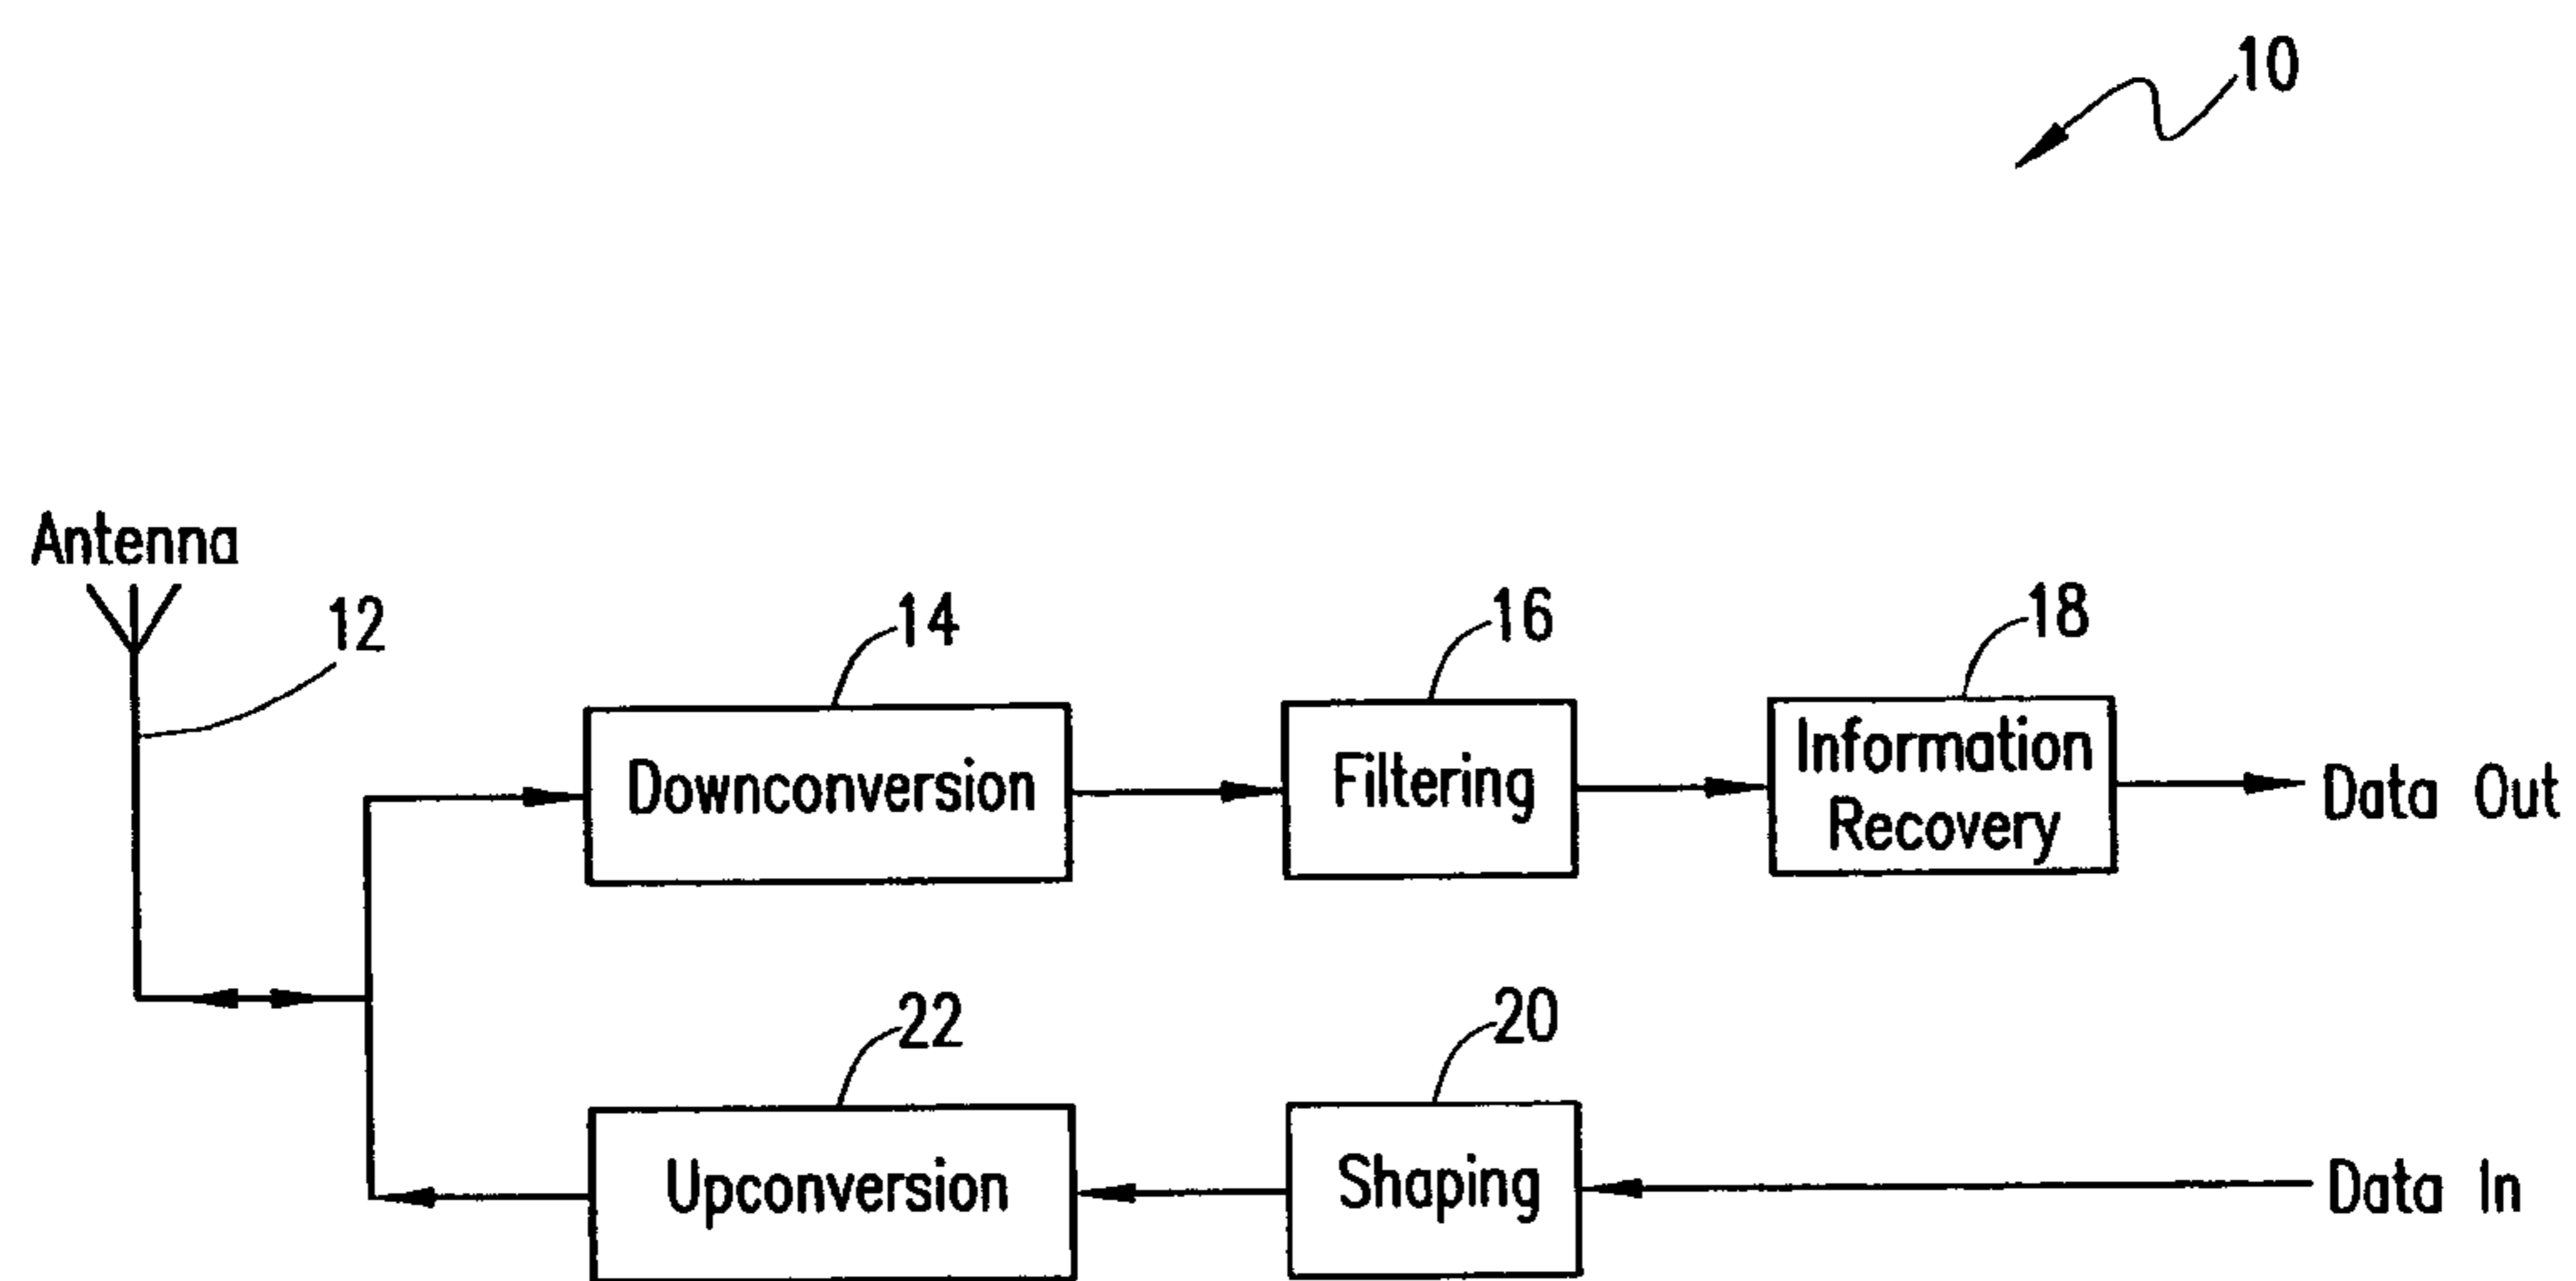 10
Antenna
12
14
16
18
Downconversion
Filtering
Information
Recovery
Data Out
22
20
Upconversion
Shaping
Data In